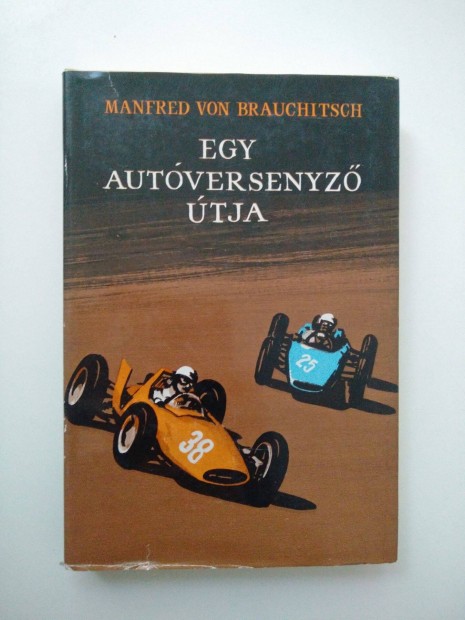 MANFRED VON BRAUCHITSCH
EGY
AUTÓVERSENYZŐ
ÚTJA
25
38